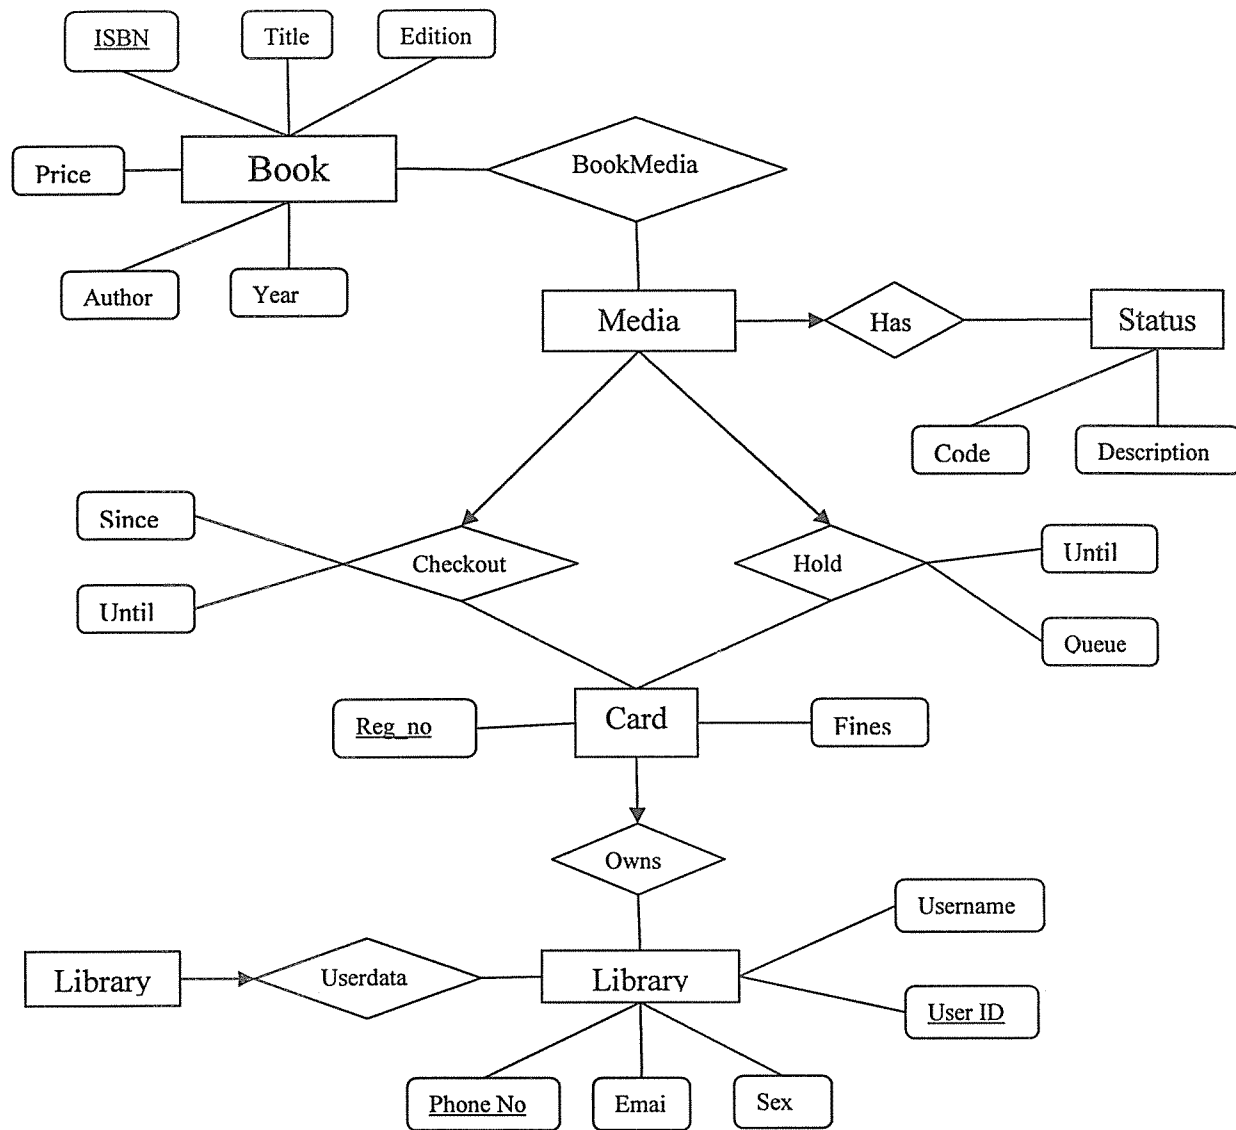 ISBN
Title
Edition
Price
Book
BookMedia
Author
Year
Media
Has
Status
Code
Description
Since
Checkout
Hold
Until
Until
Queue
Reg_no
Card
Fines
Owns
Username
Library
Userdata
Library
User ID
Phone No
Emai
Sex